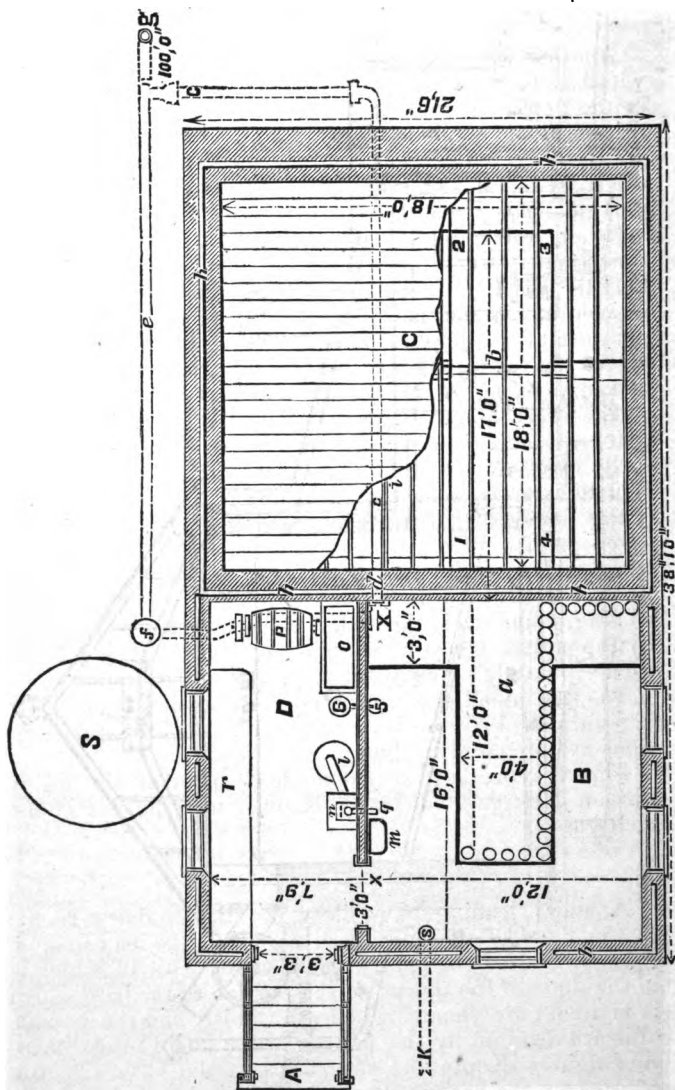 g
100,'0"
C
e
21,'6"
h
h
18,'0"
2
3
C
b
17,'0"
18,'0"
c
i
1
4
h
d
h
38,'10"
f
p
X
3,'0"
o
S
D
G
5
a
12,'0"
4,'0"
16,'0"
B
r
l
n
q
m
7,'9"
X
3,'0"
12,'0"
3,'3"
S
h
A
K